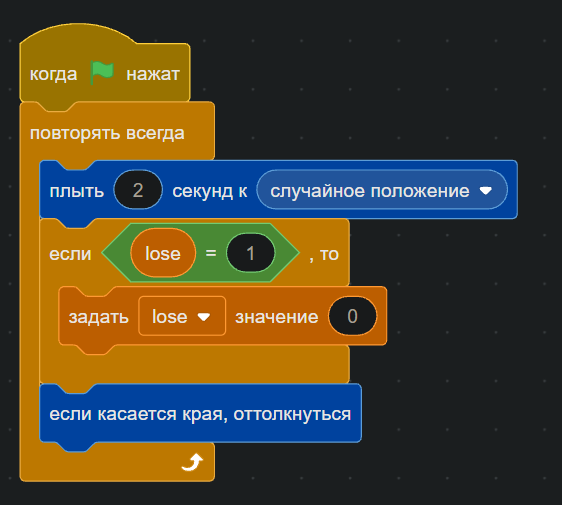 когда нажат
повторять всегда
плыть 2 секунд к случайное положение
если lose = 1 , то
задать lose значение 0
если касается края, оттолкнуться